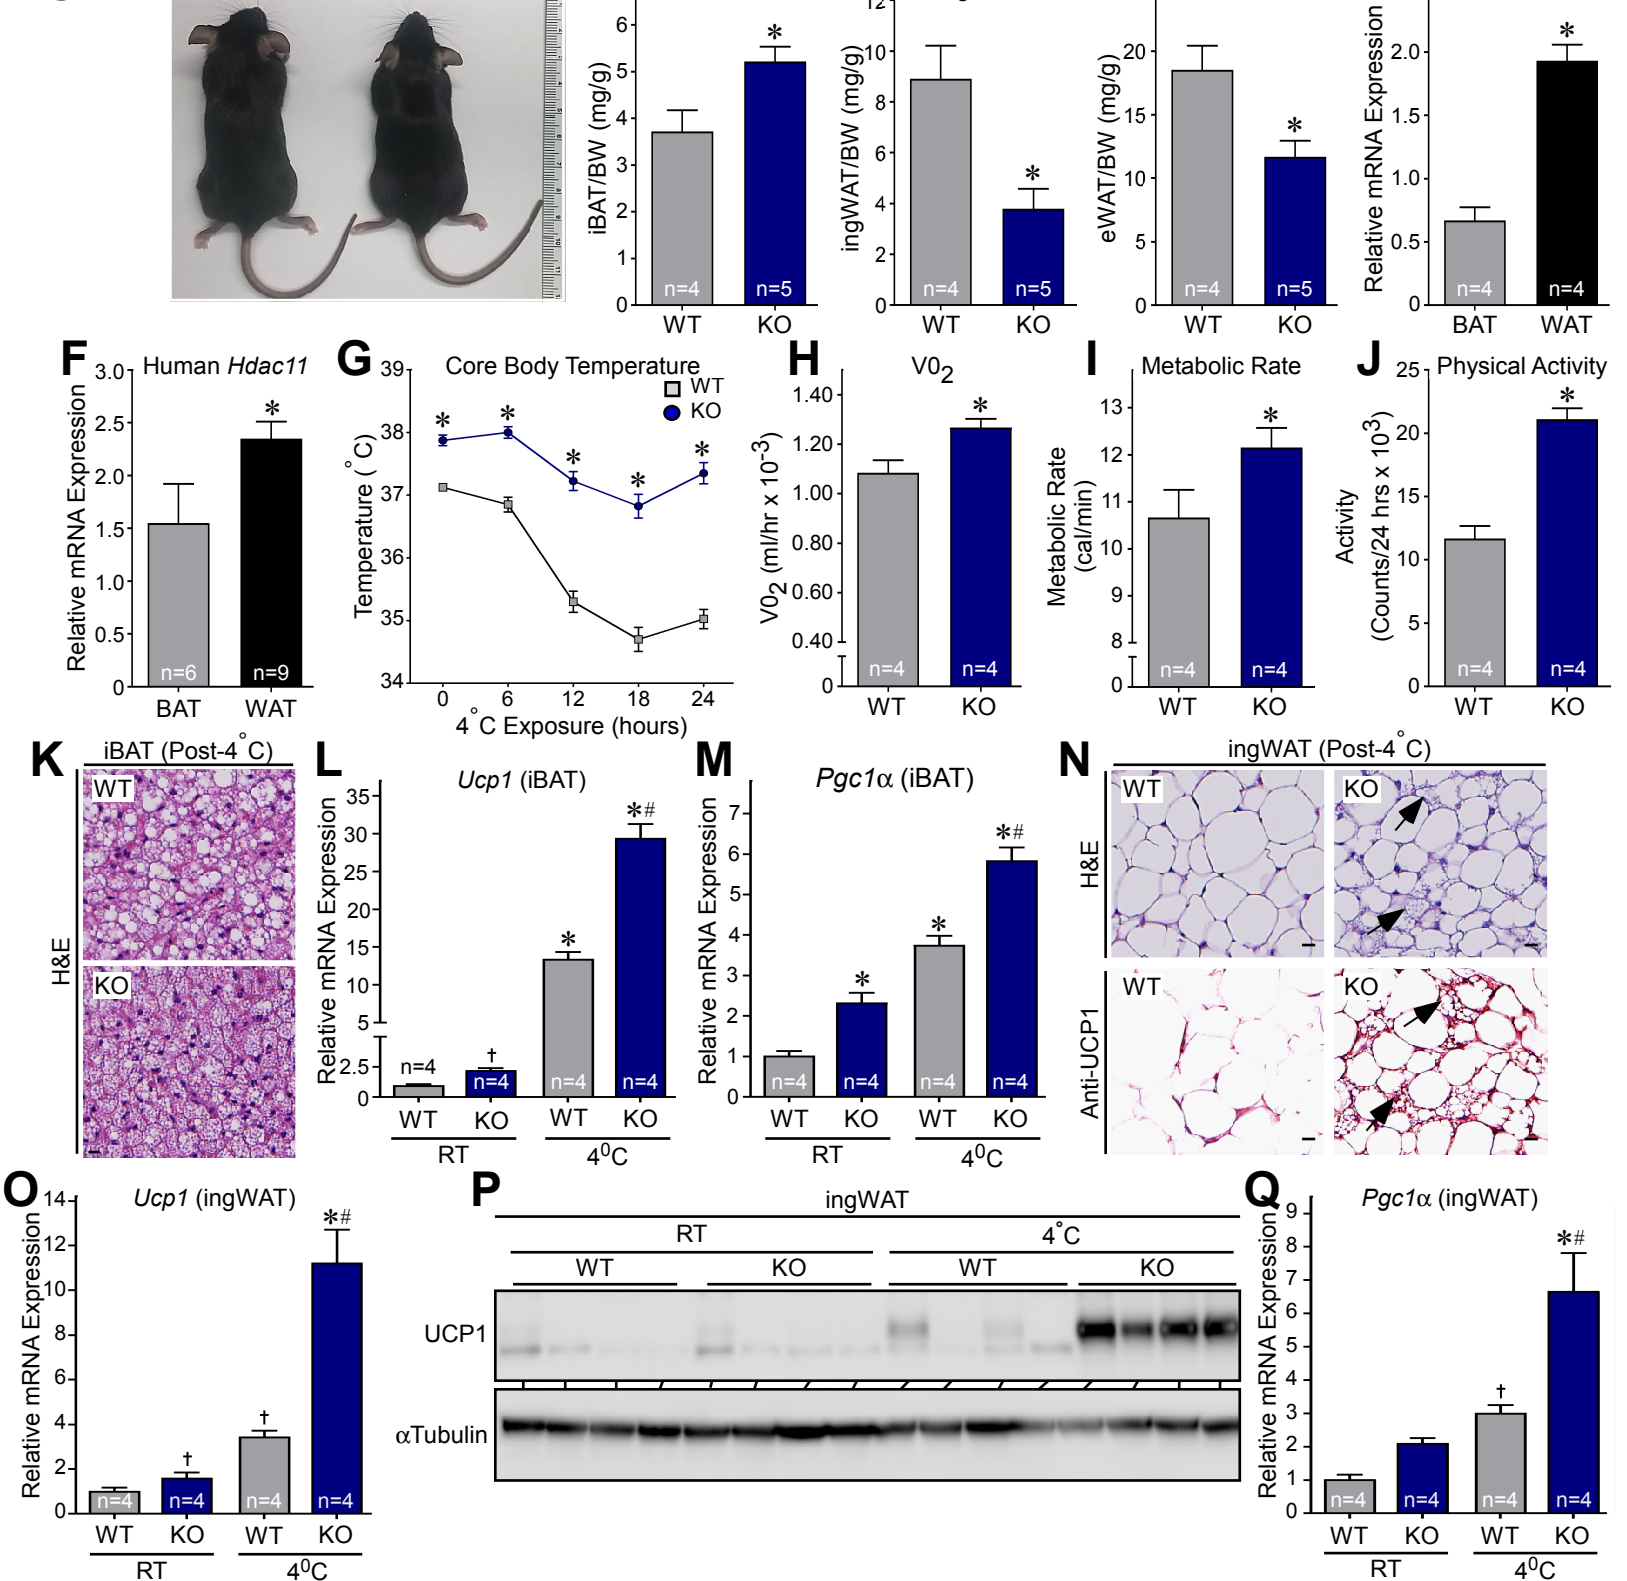 iBAT/BW (mg/g)
6
5
4
3
2
1
0
*
n=4
n=5
WT
KO
ingWAT/BW (mg/g)
12
10
8
6
4
2
0
*
n=4
n=5
WT
KO
eWAT/BW (mg/g)
20
15
10
5
0
*
n=4
n=5
WT
KO
Relative mRNA Expression
2.0
1.5
1.0
0.5
0
*
n=4
n=4
BAT
WAT
F
Human Hdac11
Relative mRNA Expression
3.0
2.5
2.0
1.5
1.0
0.5
0
*
n=6
n=9
BAT
WAT
G
Core Body Temperature
WT
KO
Temperature (°C)
39
38
37
36
35
34
* * * * *
0 6 12 18 24
4°C Exposure (hours)
H
V0₂
V0₂ (ml/hr x 10⁻³)
1.40
1.20
1.00
0.80
0.60
0.40
0
*
n=4
n=4
WT
KO
I
Metabolic Rate
Metabolic Rate
(cal/min)
13
12
11
10
9
8
0
*
n=4
n=4
WT
KO
J
Physical Activity
Activity
(Counts/24 hrs x 10³)
25
20
15
10
5
0
*
n=4
n=4
WT
KO
K
iBAT (Post-4°C)
H&E
WT
KO
L
Ucp1 (iBAT)
Relative mRNA Expression
35
30
25
20
15
10
5
2.5
0
n=4
†
n=4
*
n=4
*#
n=4
WT KO WT KO
RT 4⁰C
M
Pgc1α (iBAT)
Relative mRNA Expression
7
6
5
4
3
2
1
0
n=4
*
n=4
*
n=4
*#
n=4
WT KO WT KO
RT 4⁰C
N
ingWAT (Post-4°C)
H&E
WT
KO
Anti-UCP1
WT
KO
O
Ucp1 (ingWAT)
Relative mRNA Expression
14
12
10
8
6
4
2
0
n=4
†
n=4
†
n=4
*#
n=4
WT KO WT KO
RT 4⁰C
P
ingWAT
RT 4°C
WT KO WT KO
UCP1
αTubulin
Q
Pgc1α (ingWAT)
Relative mRNA Expression
9
8
7
6
5
4
3
2
1
0
n=4
n=4
†
n=4
*#
n=4
WT KO WT KO
RT 4⁰C